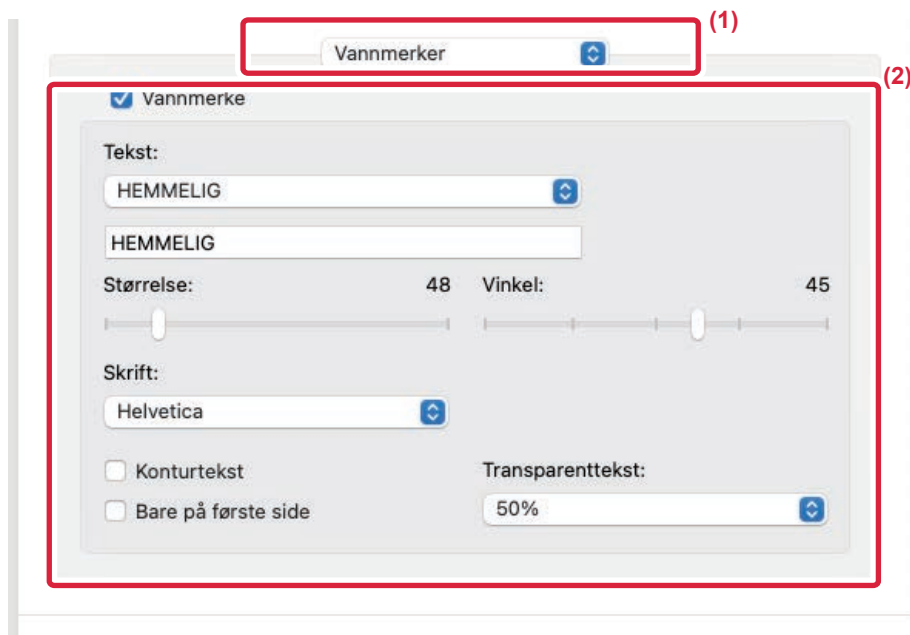 (1)
Vannmerker
(2)
Vannmerke
Tekst:
HEMMELIG
HEMMELIG
Størrelse: 48 Vinkel: 45
Skrift:
Helvetica
Konturtekst Transparenttekst:
Bare på første side 50%